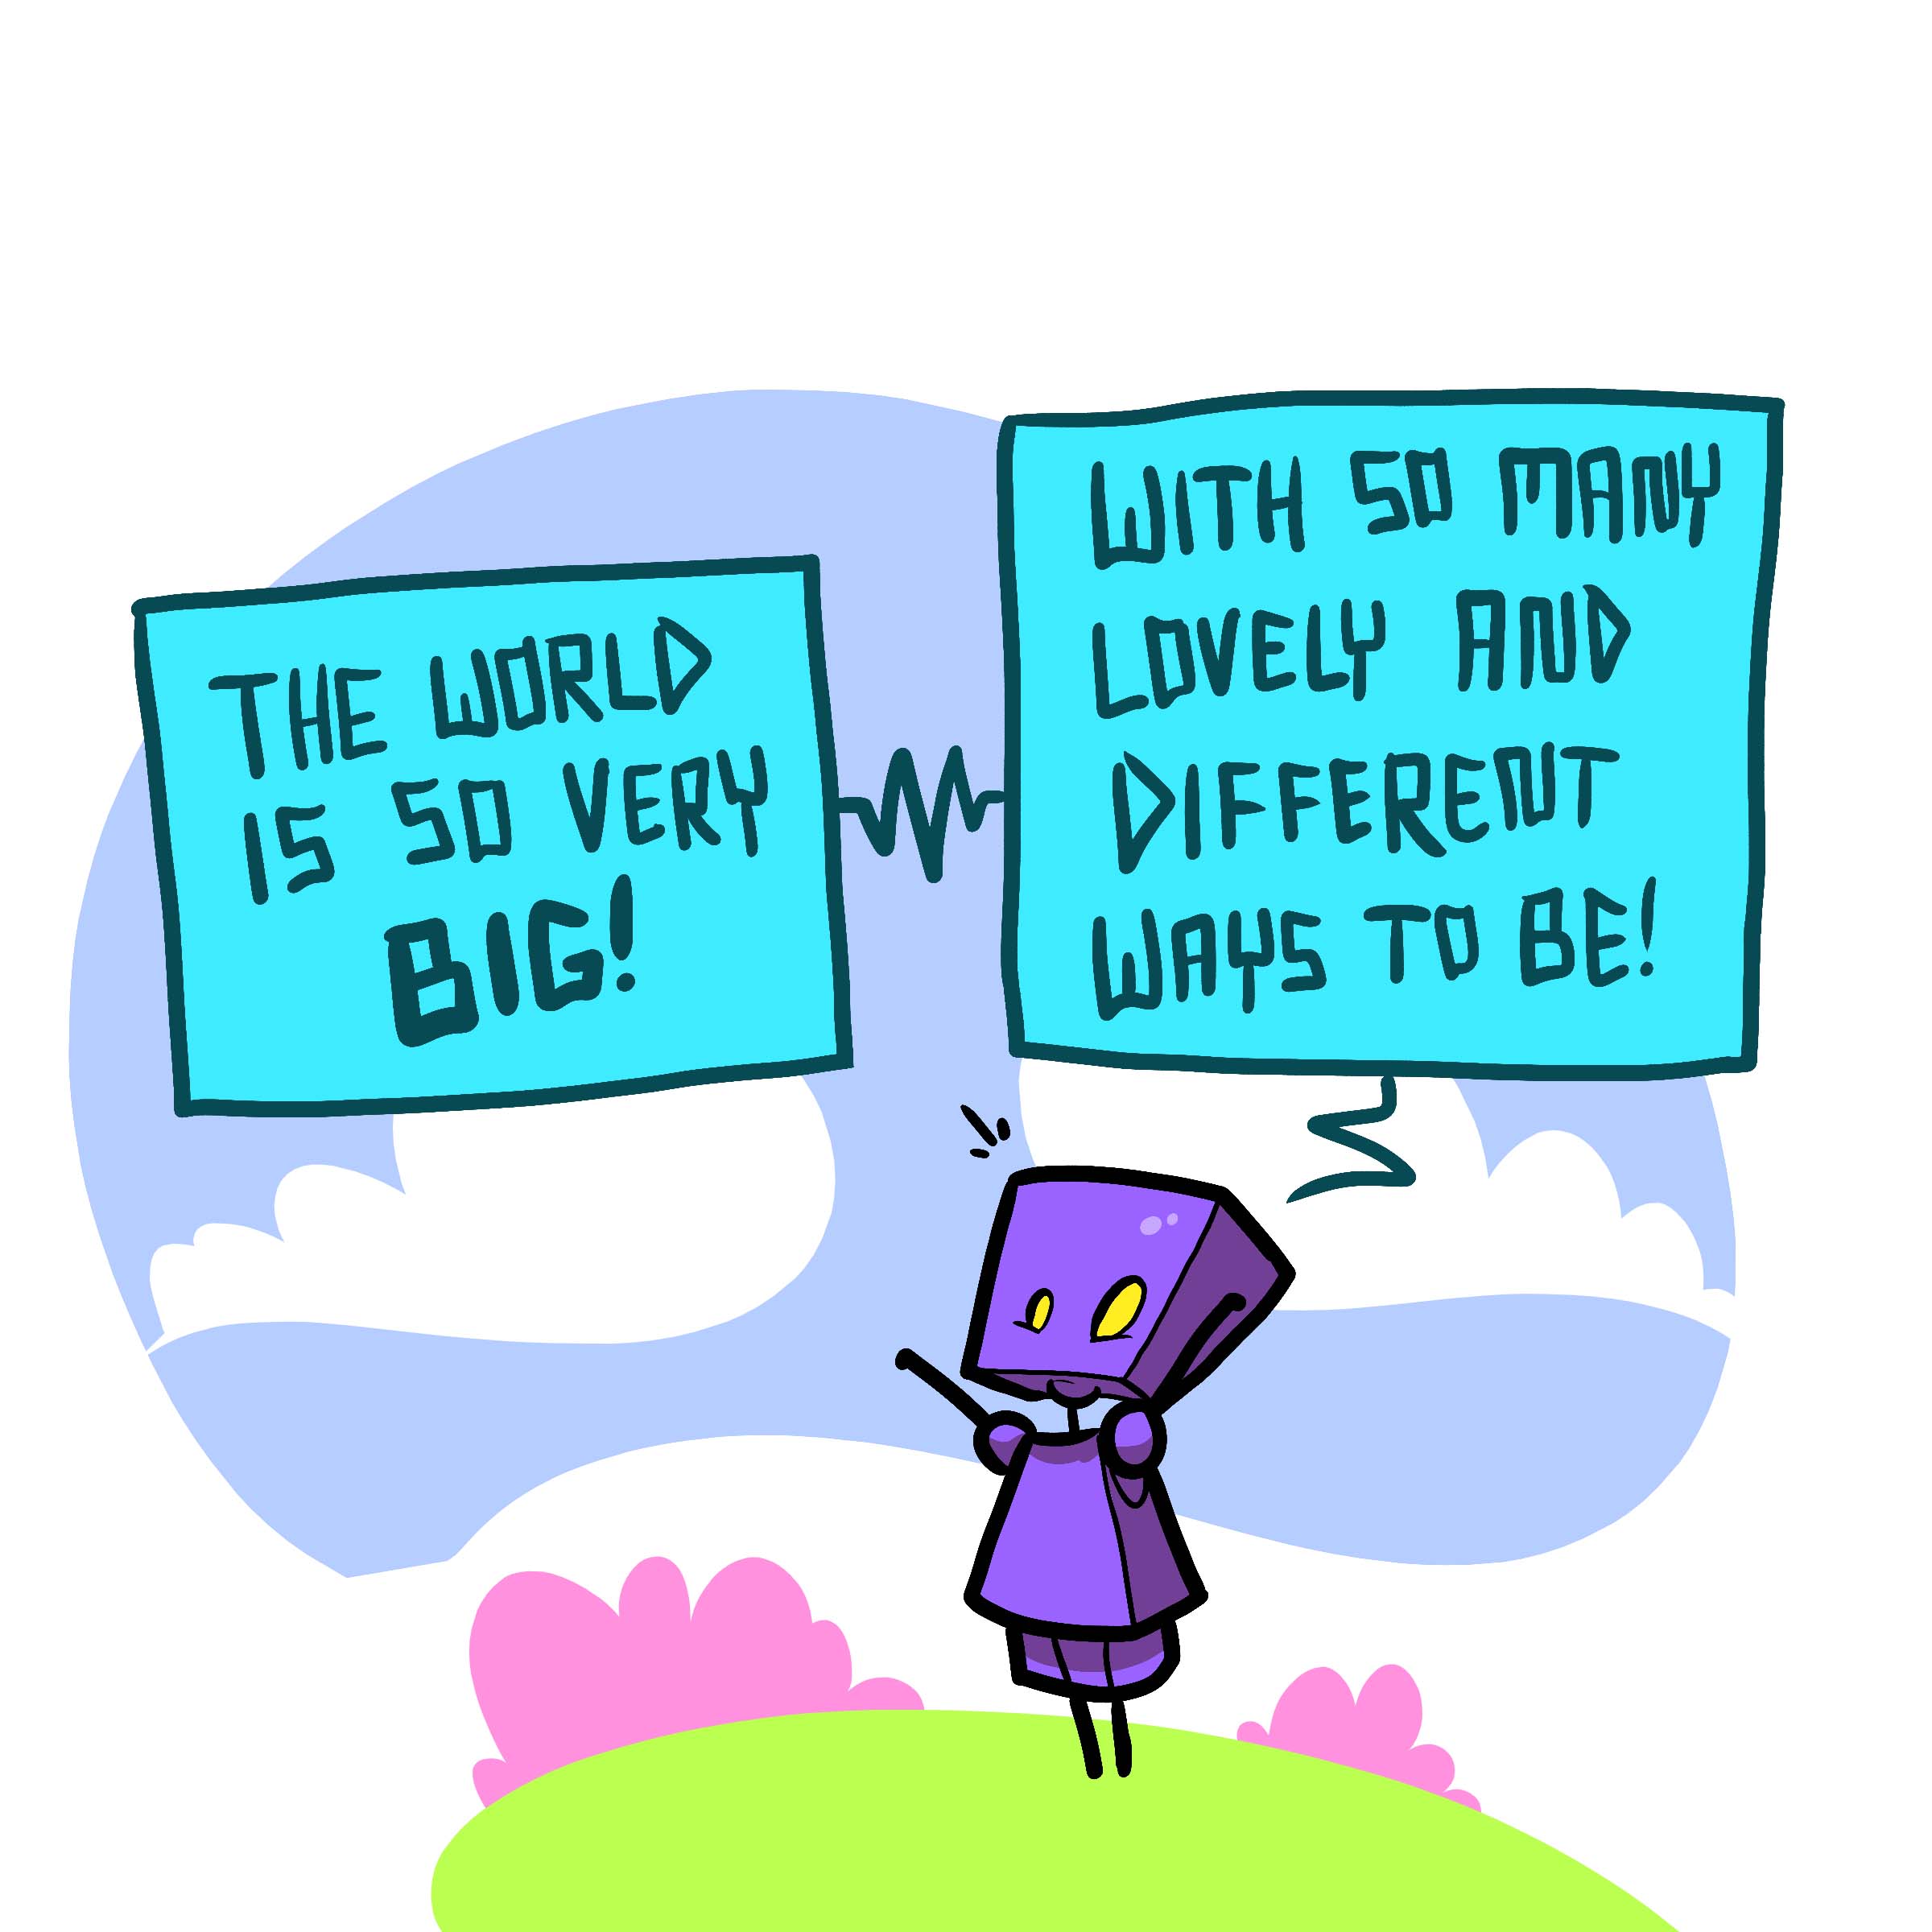 THE WORLD
IS SO VERY
BIG!
WITH SO MANY
LOVELY AND
DIFFERENT
WAYS TO BE!